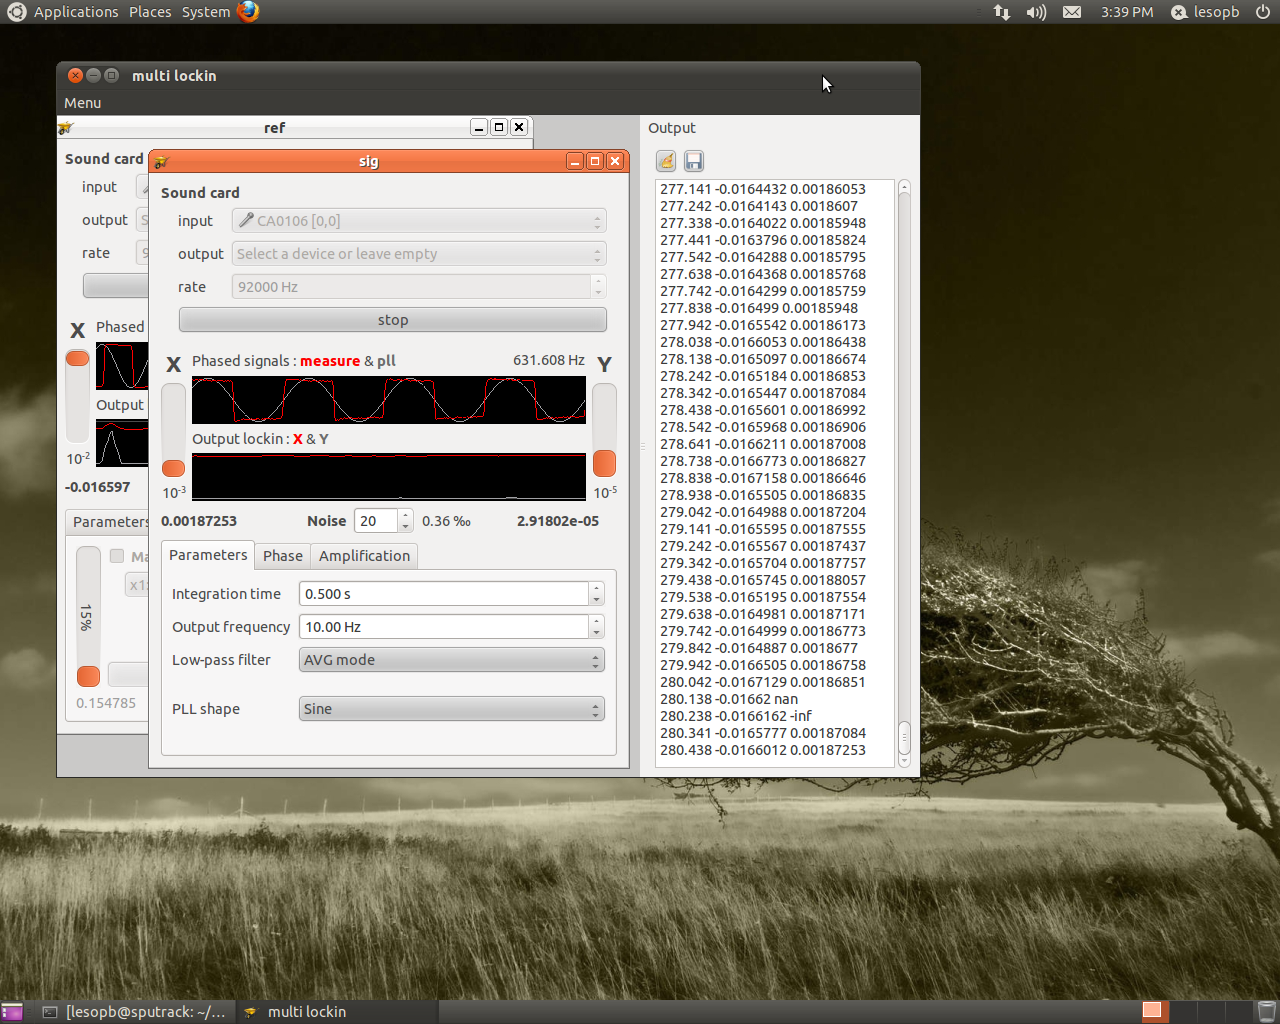 Applications Places System
3:39 PM lesopb
multi lockin
Menu
ref
Sound card
input
output S
rate 9
X Phased
Output
10-2
-0.016597
Parameters
Ma
x1
15%
0.154785
sig
Sound card
input CA0106 [0,0]
output Select a device or leave empty
rate 92000 Hz
stop
X Phased signals : measure & pll 631.608 Hz Y
Output lockin : X & Y
10-3 10-5
0.00187253 Noise 20 0.36 ‰ 2.91802e-05
Parameters Phase Amplification
Integration time 0.500 s
Output frequency 10.00 Hz
Low-pass filter AVG mode
PLL shape Sine
Output
277.141 -0.0164432 0.00186053
277.242 -0.0164143 0.0018607
277.338 -0.0164022 0.00185948
277.441 -0.0163796 0.00185824
277.542 -0.0164288 0.00185795
277.638 -0.0164368 0.00185768
277.742 -0.0164299 0.00185759
277.838 -0.016499 0.00185948
277.942 -0.0165542 0.00186173
278.038 -0.0166053 0.00186438
278.138 -0.0165097 0.00186674
278.242 -0.0165184 0.00186853
278.342 -0.0165447 0.00187084
278.438 -0.0165601 0.00186992
278.542 -0.0165968 0.00186906
278.641 -0.0166211 0.00187008
278.738 -0.0166773 0.00186827
278.838 -0.0167158 0.00186646
278.938 -0.0165505 0.00186835
279.042 -0.0164988 0.00187204
279.141 -0.0165595 0.00187555
279.242 -0.0165567 0.00187437
279.342 -0.0165704 0.00187757
279.438 -0.0165745 0.00188057
279.538 -0.0165195 0.00187554
279.638 -0.0164981 0.00187171
279.742 -0.0164999 0.00186773
279.842 -0.0164887 0.0018677
279.942 -0.0166505 0.00186758
280.042 -0.0167129 0.00186851
280.138 -0.01662 nan
280.238 -0.0166162 -inf
280.341 -0.0165777 0.00187084
280.438 -0.0166012 0.00187253
[lesopb@sputrack: ~/... multi lockin